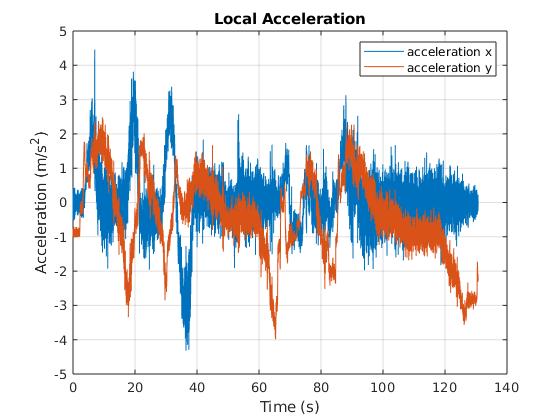 Local Acceleration
5
4
3
2
1
0
-1
-2
-3
-4
-5
Acceleration (m/s²)
acceleration x
acceleration y
0 20 40 60 80 100 120 140
Time (s)